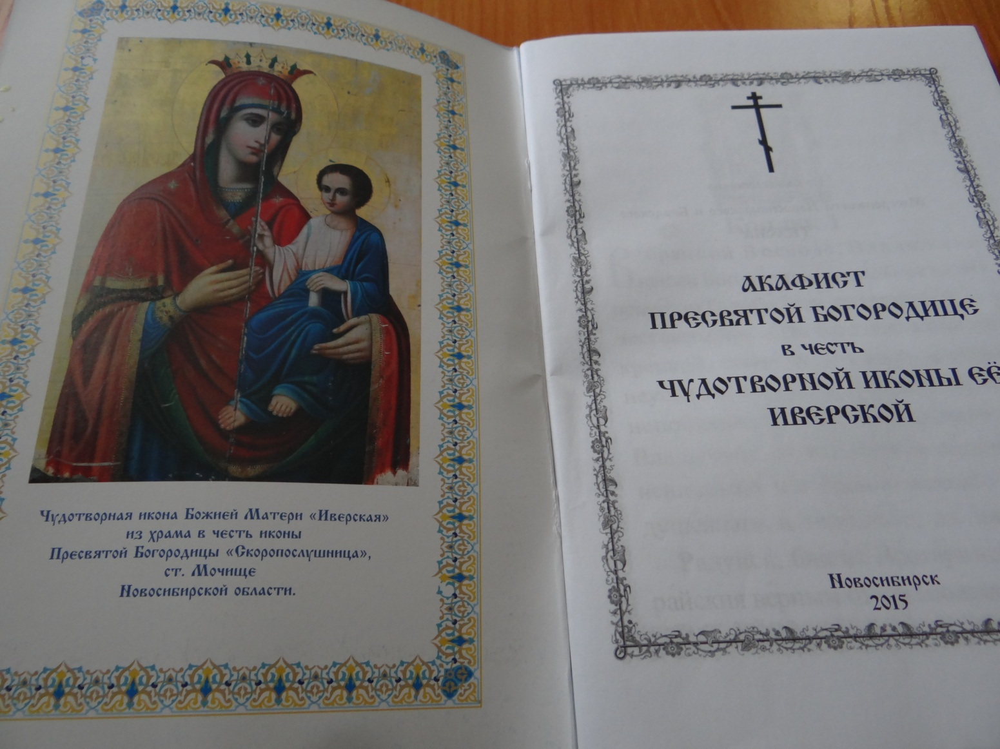 Чудотворная икона Божией Матери «Иверская»
из храма в честь иконы
Пресвятой Богородицы «Скоропослушница»,
ст. Мочище
Новосибирской области.
АКАФИСТ
ПРЕСВЯТОЙ БОГОРОДИЦЕ
В ЧЕСТЬ
ЧУДОТВОРНОЙ ИКОНЫ ЕЁ
ИВЕРСКОЙ
Новосибирск
2015